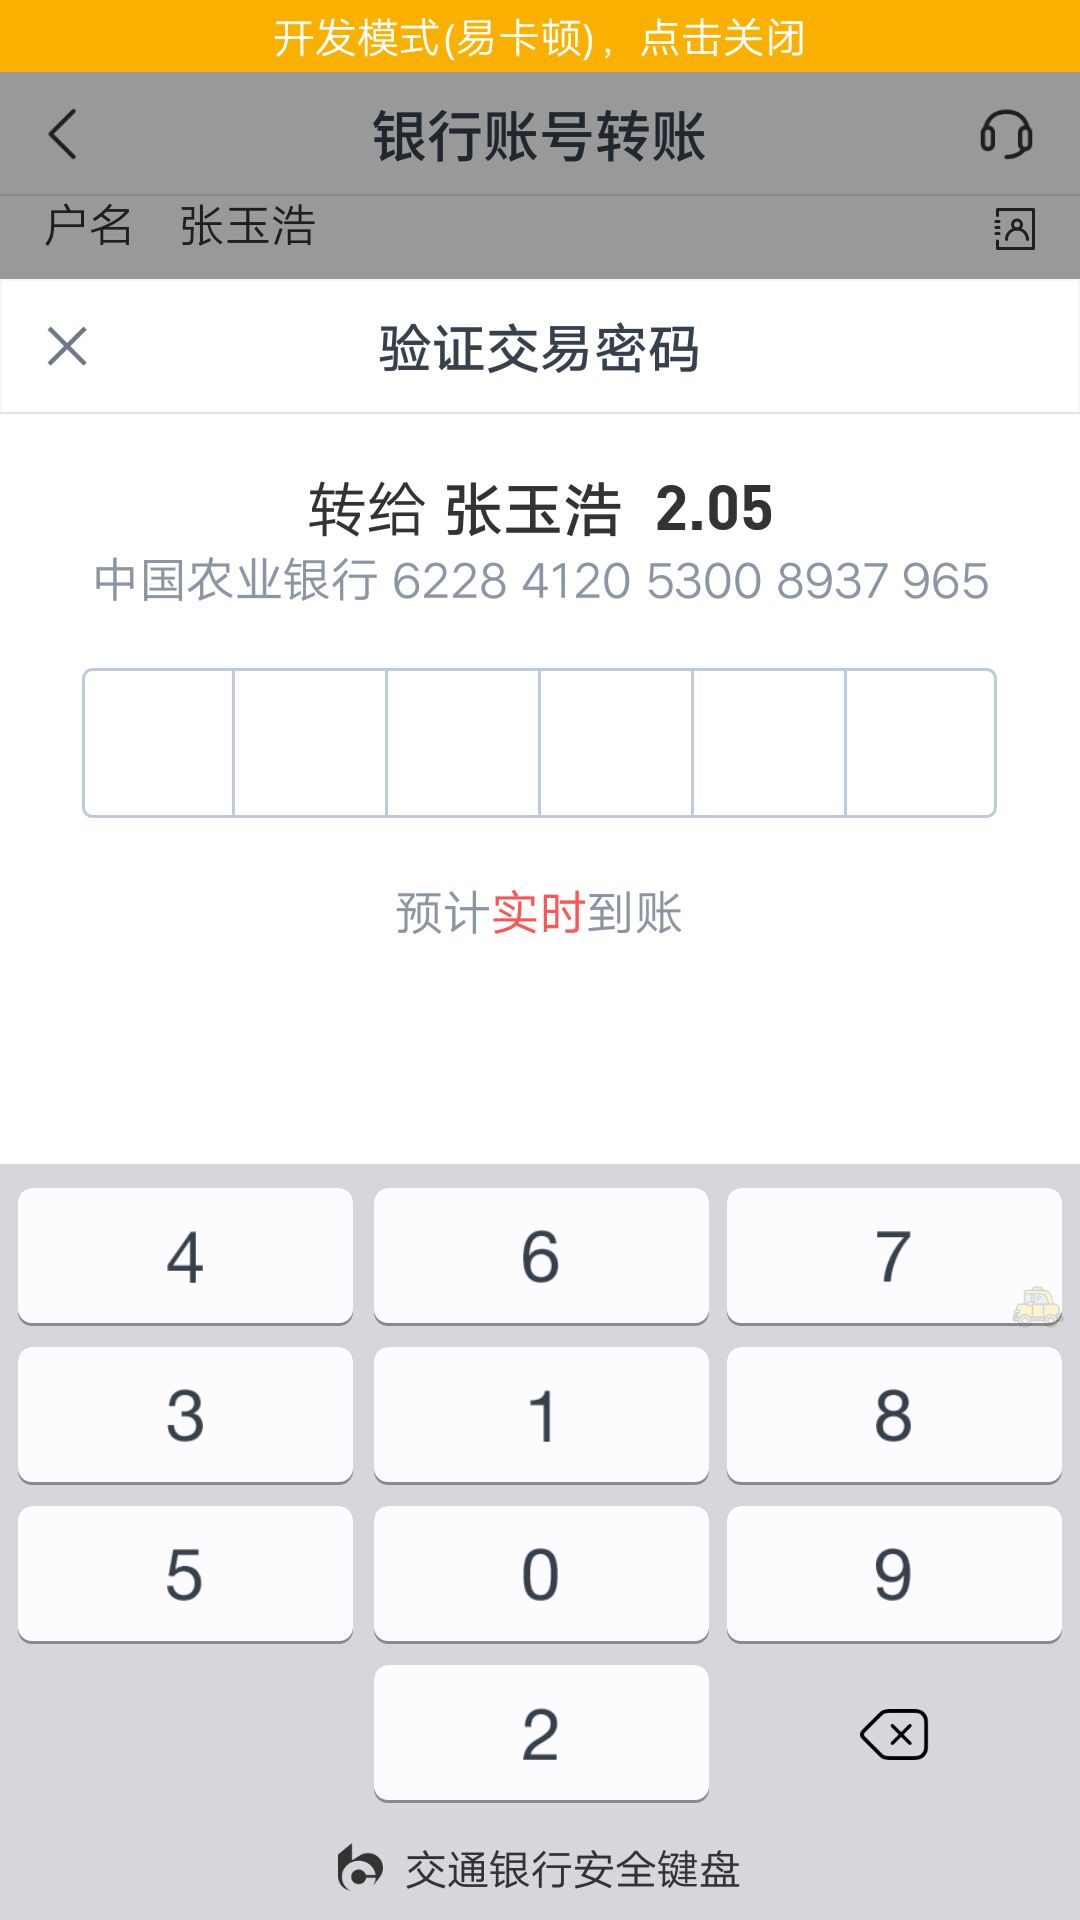 开发模式(易卡顿)，点击关闭
银行账号转账
户名 张玉浩
验证交易密码
转给 张玉浩 2.05
中国农业银行 6228 4120 5300 8937 965
预计实时到账
4 6 7
3 1 8
5 0 9
2
交通银行安全键盘